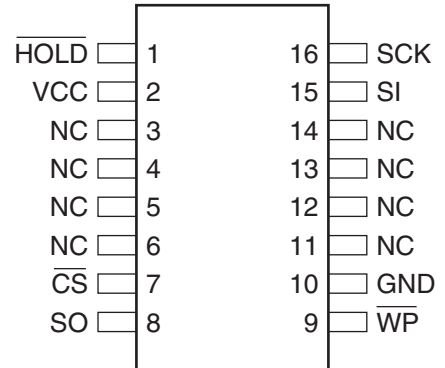 HOLD 1 16 SCK
VCC 2 15 SI
NC 3 14 NC
NC 4 13 NC
NC 5 12 NC
NC 6 11 NC
CS 7 10 GND
SO 8 9 WP